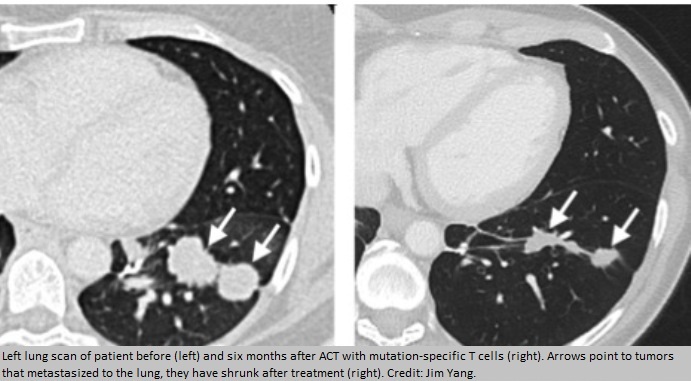 Left lung scan of patient before (left) and six months after ACT with mutation-specific T cells (right). Arrows point to tumors
that metastasized to the lung, they have shrunk after treatment (right). Credit: Jim Yang.